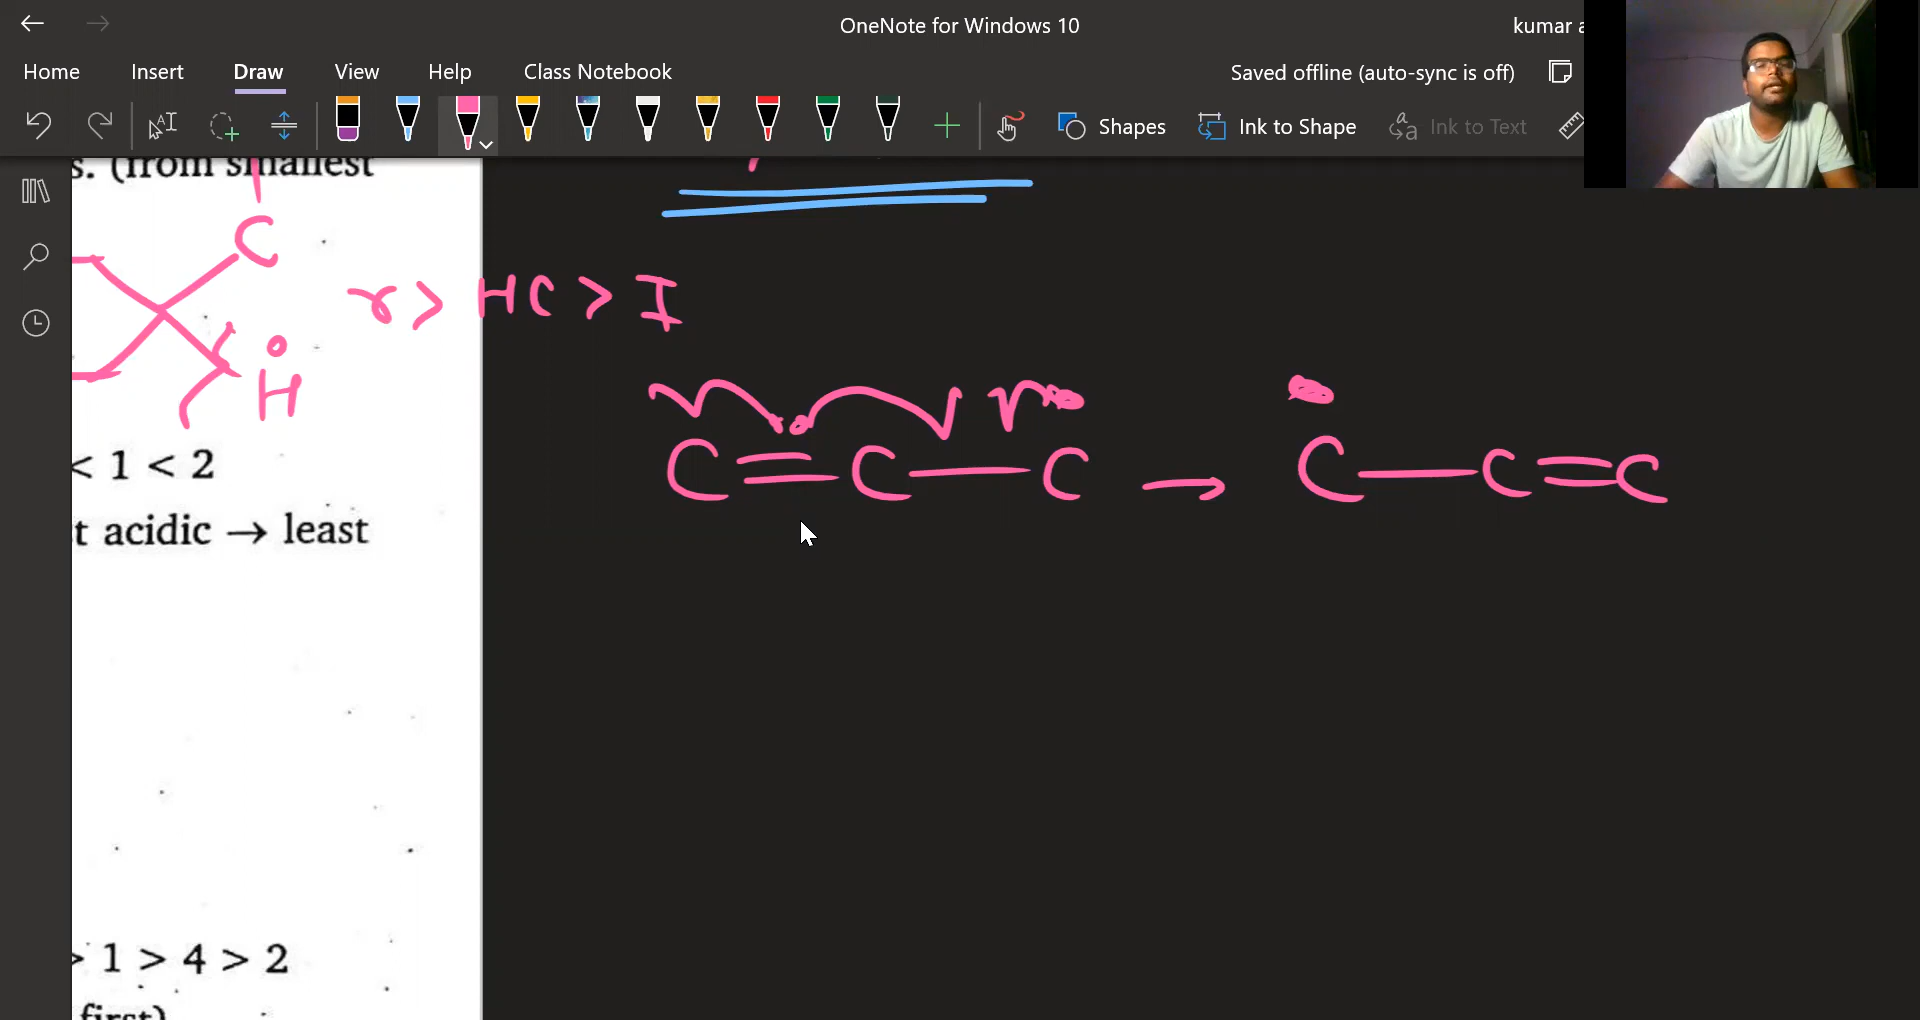 OneNote for Windows 10
kumar a
Home Insert Draw View Help Class Notebook
Saved offline (auto-sync is off)
Shapes Ink to Shape Ink to Text
s. (from smallest
C
r > HC > I
H
C = C — C → C — C = C
< 1 < 2
t acidic → least
> 1 > 4 > 2
first)